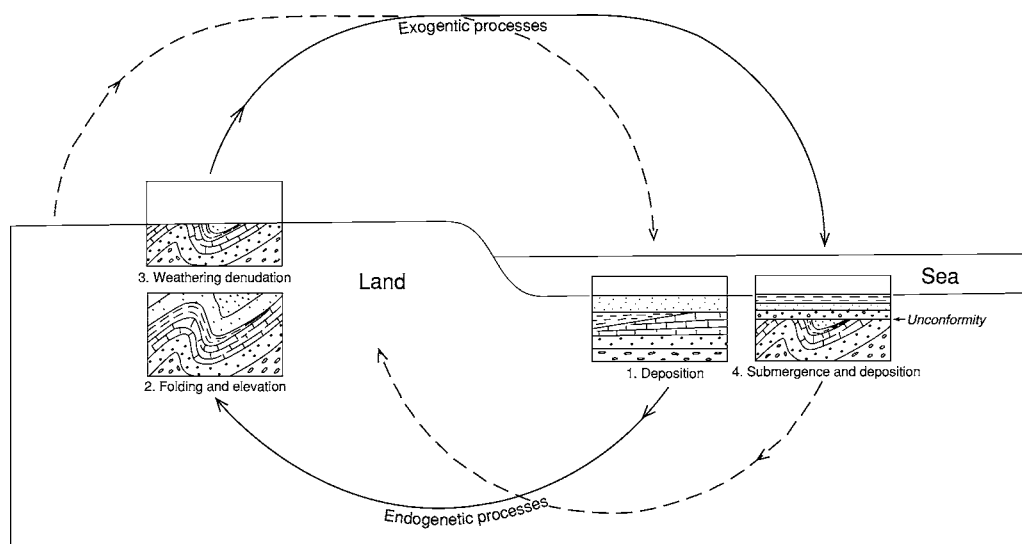 Exogentic processes
3. Weathering denudation
Land
Sea
Unconformity
2. Folding and elevation
1. Deposition
4. Submergence and deposition
Endogenetic processes